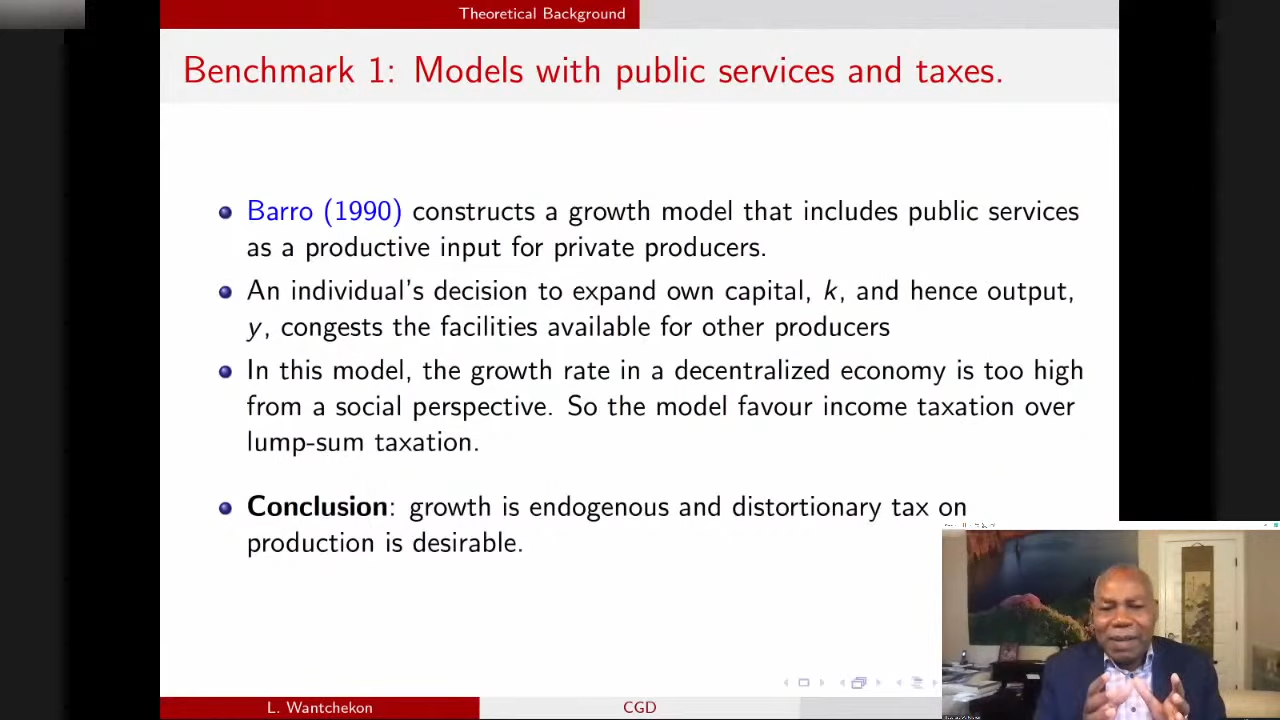 Theoretical Background
Benchmark 1: Models with public services and taxes.
Barro (1990) constructs a growth model that includes public services
as a productive input for private producers.
An individual's decision to expand own capital, k, and hence output,
y, congests the facilities available for other producers
In this model, the growth rate in a decentralized economy is too high
from a social perspective. So the model favour income taxation over
lump-sum taxation.
Conclusion: growth is endogenous and distortionary tax on
production is desirable.
L. Wantchekon
CGD